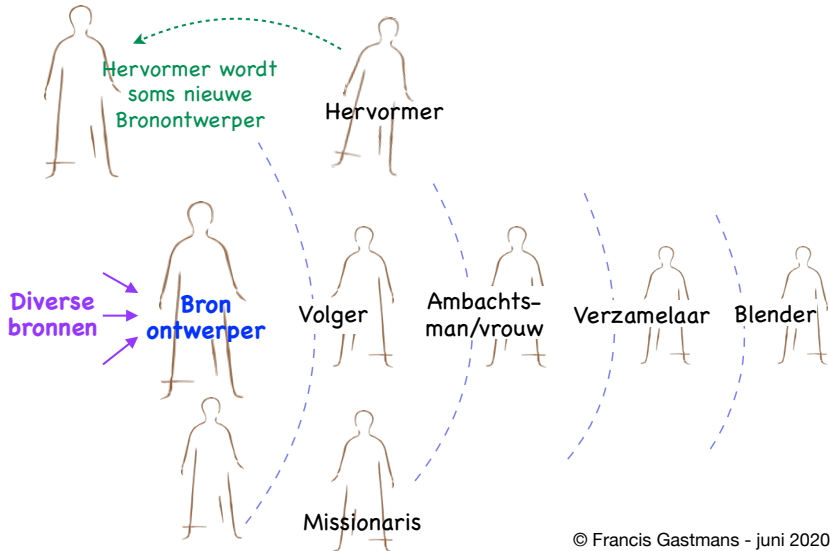 Hervormer wordt
soms nieuwe
Bronontwerper
Hervormer
Diverse
bronnen
Bron
ontwerper
Volger
Ambachts-
man/vrouw
Verzamelaar
Blender
Missionaris
© Francis Gastmans - juni 2020